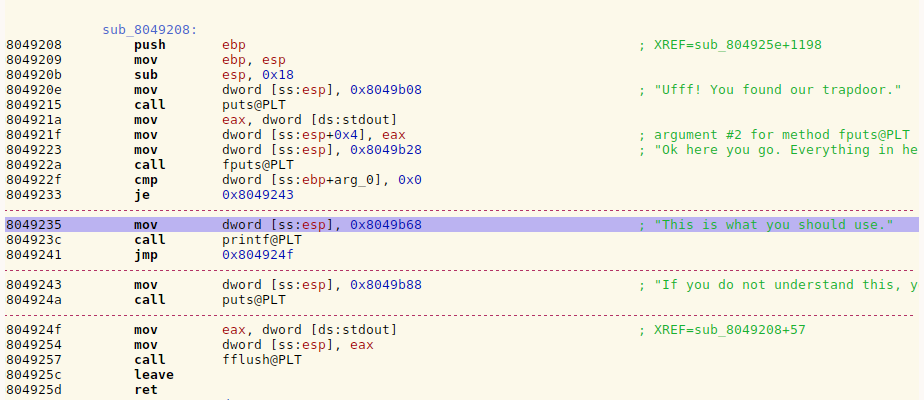 sub_8049208:
8049208 push ebp ; XREF=sub_804925e+1198
8049209 mov ebp, esp
804920b sub esp, 0x18
804920e mov dword [ss:esp], 0x8049b08 ; "Ufff! You found our trapdoor."
8049215 call puts@PLT
804921a mov eax, dword [ds:stdout]
804921f mov dword [ss:esp+0x4], eax ; argument #2 for method fputs@PLT
8049223 mov dword [ss:esp], 0x8049b28 ; "Ok here you go. Everything in he
804922a call fputs@PLT
804922f cmp dword [ss:ebp+arg_0], 0x0
8049233 je 0x8049243
8049235 mov dword [ss:esp], 0x8049b68 ; "This is what you should use."
804923c call printf@PLT
8049241 jmp 0x804924f
8049243 mov dword [ss:esp], 0x8049b88 ; "If you do not understand this, y
804924a call puts@PLT
804924f mov eax, dword [ds:stdout] ; XREF=sub_8049208+57
8049254 mov dword [ss:esp], eax
8049257 call fflush@PLT
804925c leave
804925d ret